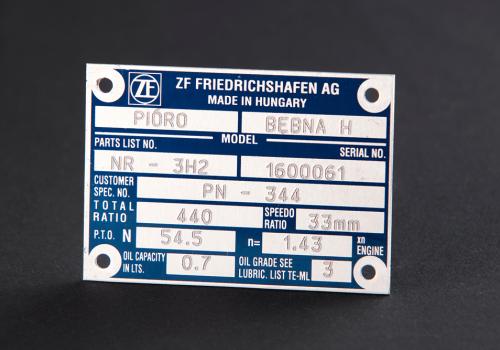 ZF
ZF FRIEDRICHSHAFEN AG
MADE IN HUNGARY
PIÓRO BĘBNA H
MODEL
PARTS LIST NO. SERIAL NO.
NR - 3H2 1600061
CUSTOMER SPEC. NO. PN - 344
TOTAL RATIO 440 SPEEDO RATIO 33mm
P.T.O. N 54.5 n= 1.43 xn ENGINE
OIL CAPACITY IN LTS. 0.7 OIL GRADE SEE LUBRIC. LIST TE-ML 3